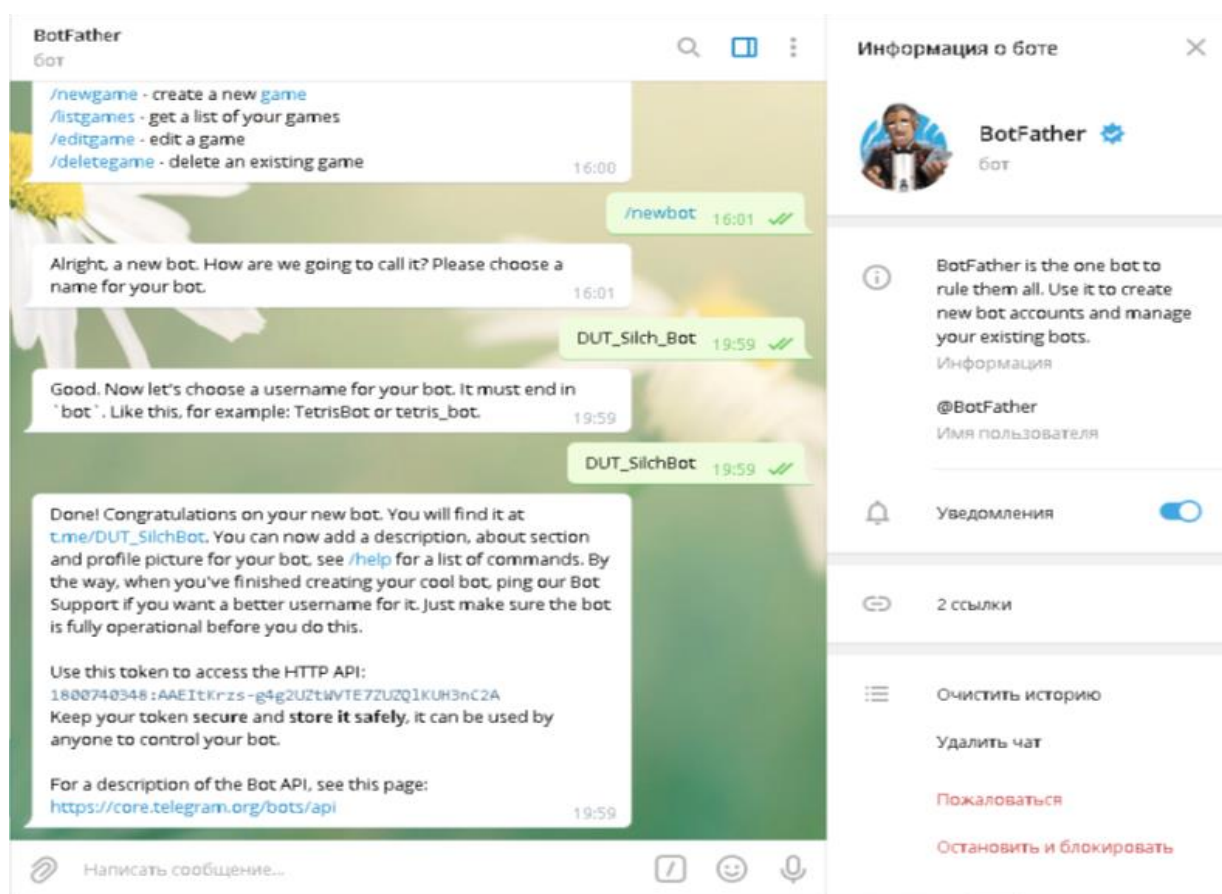 BotFather
бот
/newgame - create a new game
/listgames - get a list of your games
/editgame - edit a game
/deletegame - delete an existing game
16:00
/newbot 16:01
Alright, a new bot. How are we going to call it? Please choose a
name for your bot.
16:01
DUT_Silch_Bot 19:59
Good. Now let's choose a username for your bot. It must end in
`bot`. Like this, for example: TetrisBot or tetris_bot.
19:59
DUT_SilchBot 19:59
Done! Congratulations on your new bot. You will find it at
t.me/DUT_SilchBot. You can now add a description, about section
and profile picture for your bot, see /help for a list of commands. By
the way, when you've finished creating your cool bot, ping our Bot
Support if you want a better username for it. Just make sure the bot
is fully operational before you do this.
Use this token to access the HTTP API:
Keep your token secure and store it safely, it can be used by
anyone to control your bot.
For a description of the Bot API, see this page:
https://core.telegram.org/bots/api
19:59
Написать сообщение...
Информация о боте
BotFather
бот
BotFather is the one bot to
rule them all. Use it to create
new bot accounts and manage
your existing bots.
Информация
@BotFather
Имя пользователя
Уведомления
2 ссылки
Очистить историю
Удалить чат
Пожаловаться
Остановить и блокировать